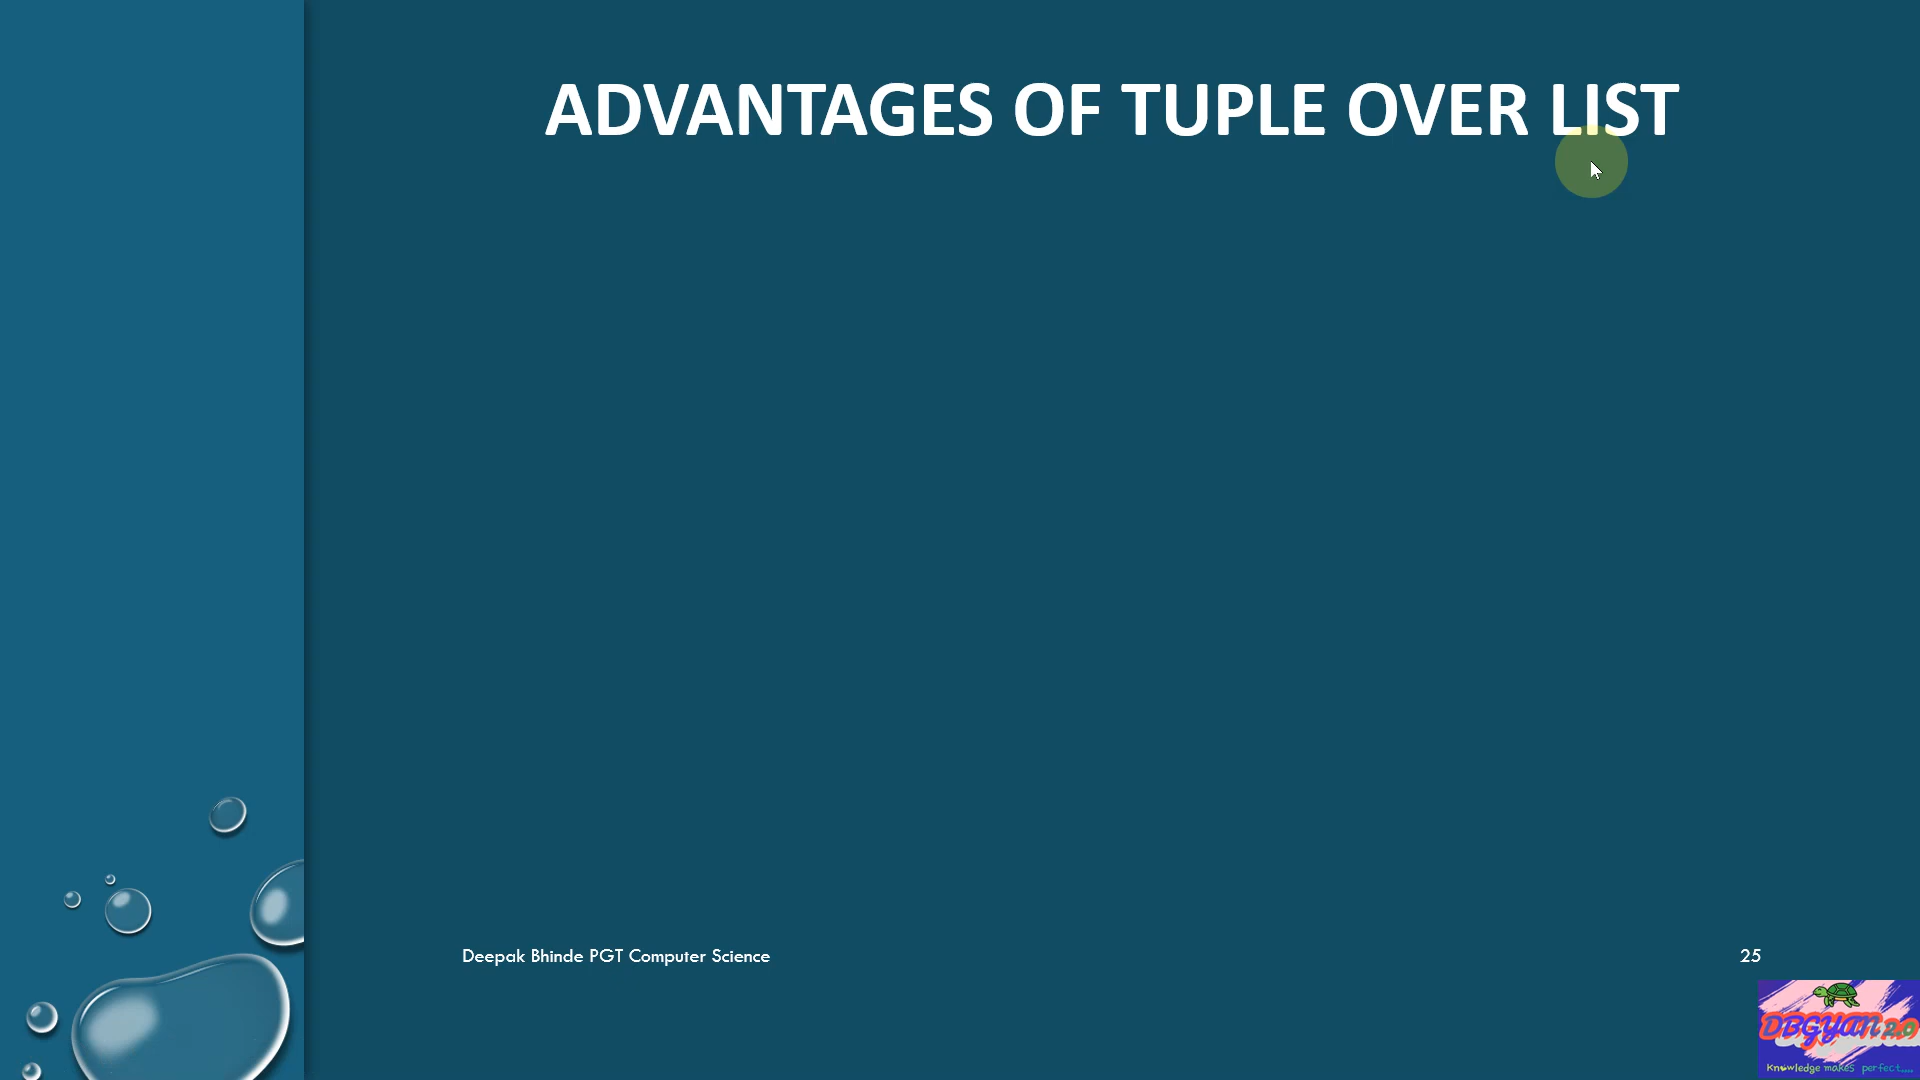 ADVANTAGES OF TUPLE OVER LIST
Deepak Bhinde PGT Computer Science
25
DBGYAN 2.0
Knowledge makes perfect....